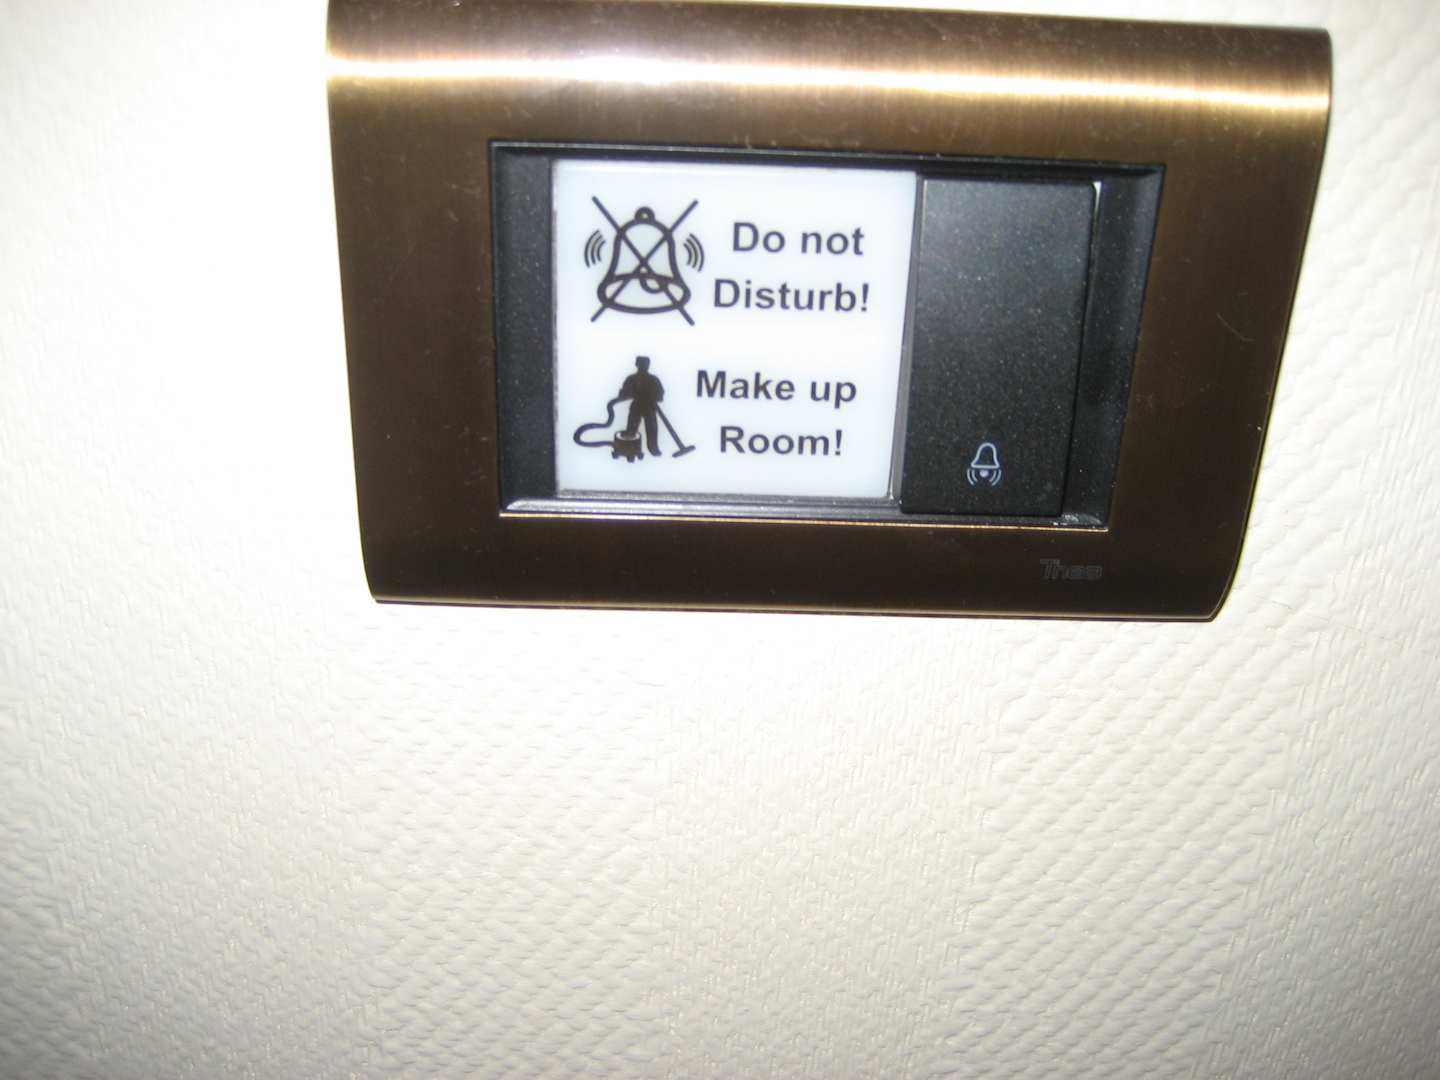 Do not
Disturb!
Make up
Room!
Thea